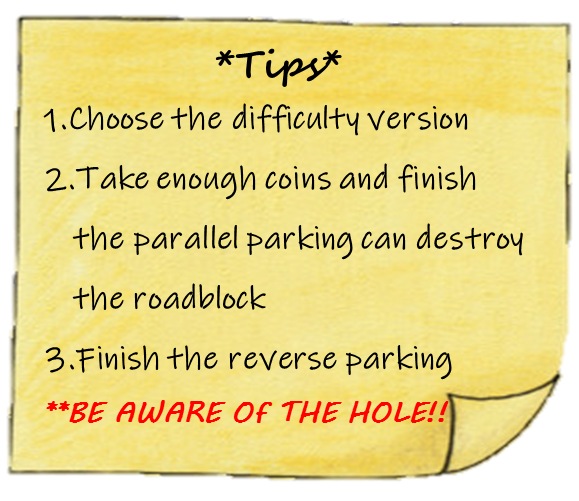 *Tips*
1.Choose the difficulty version
2.Take enough coins and finish
the parallel parking can destroy
the roadblock
3.Finish the reverse parking
**BE AWARE Of THE HOLE!!